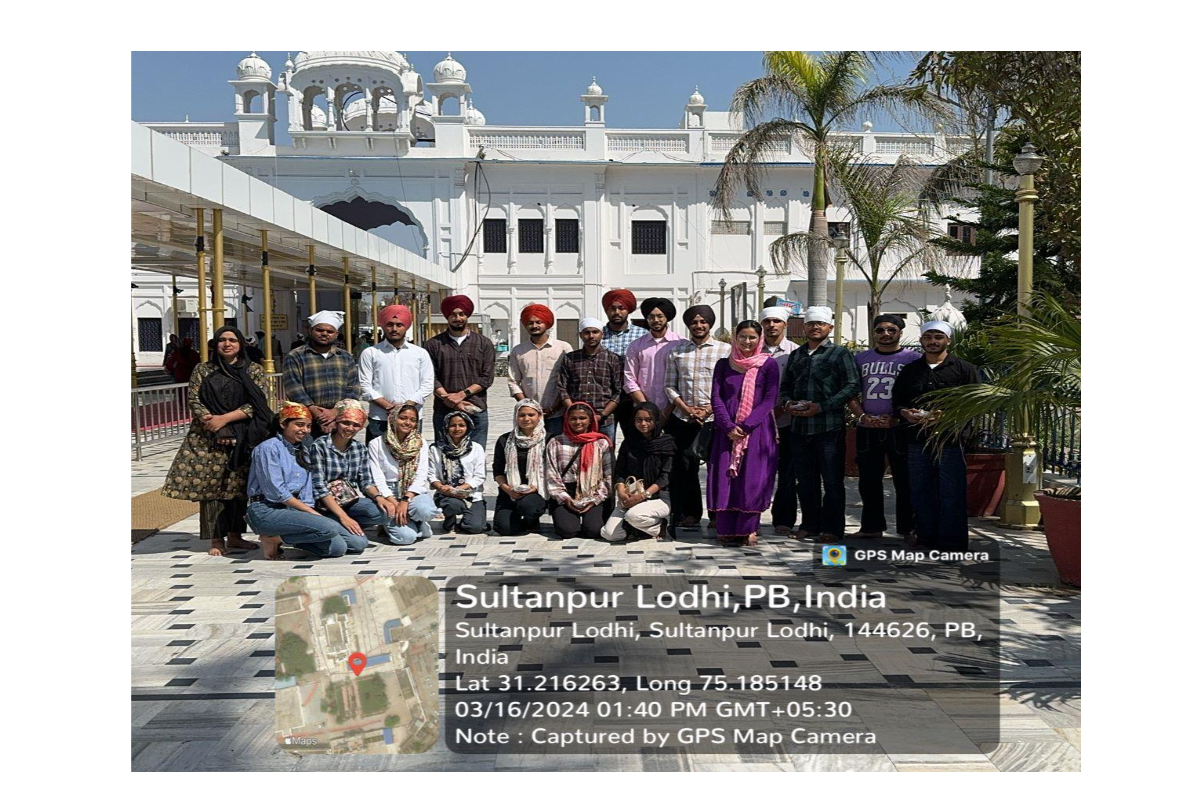 BULLS
23
GPS Map Camera
Sultanpur Lodhi,PB,India
Sultanpur Lodhi, Sultanpur Lodhi, 144626, PB,
India
Lat 31.216263, Long 75.185148
03/16/2024 01:40 PM GMT+05:30
Note : Captured by GPS Map Camera
Maps